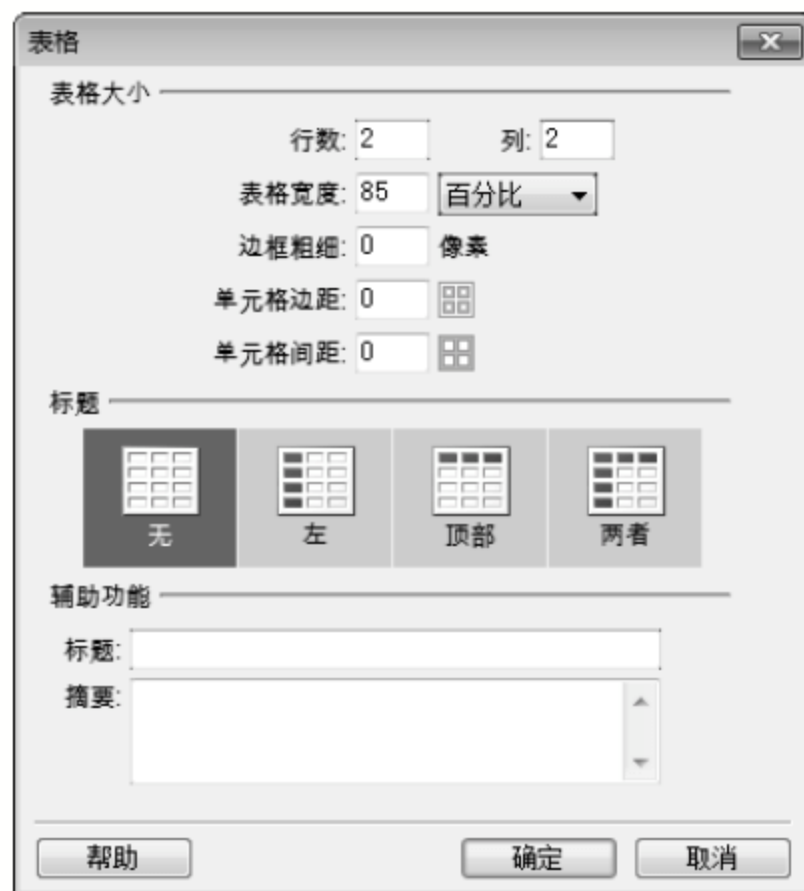 表格
表格大小
行数: 2 列: 2
表格宽度: 85 百分比
边框粗细: 0 像素
单元格边距: 0
单元格间距: 0
标题
无 左 顶部 两者
辅助功能
标题:
摘要:
帮助 确定 取消